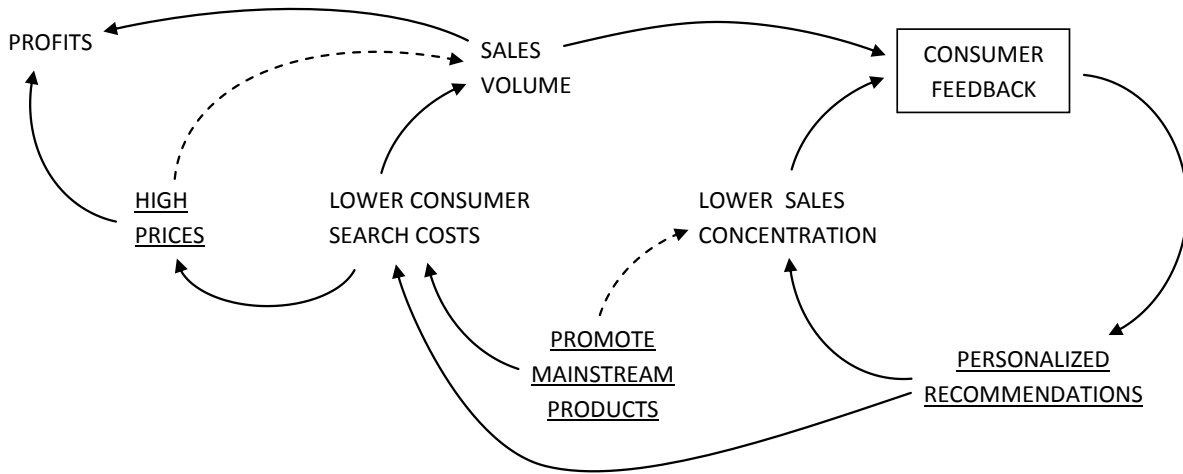 PROFITS
SALES
VOLUME
CONSUMER
FEEDBACK
HIGH
PRICES
LOWER CONSUMER
SEARCH COSTS
LOWER SALES
CONCENTRATION
PROMOTE
MAINSTREAM
PRODUCTS
PERSONALIZED
RECOMMENDATIONS